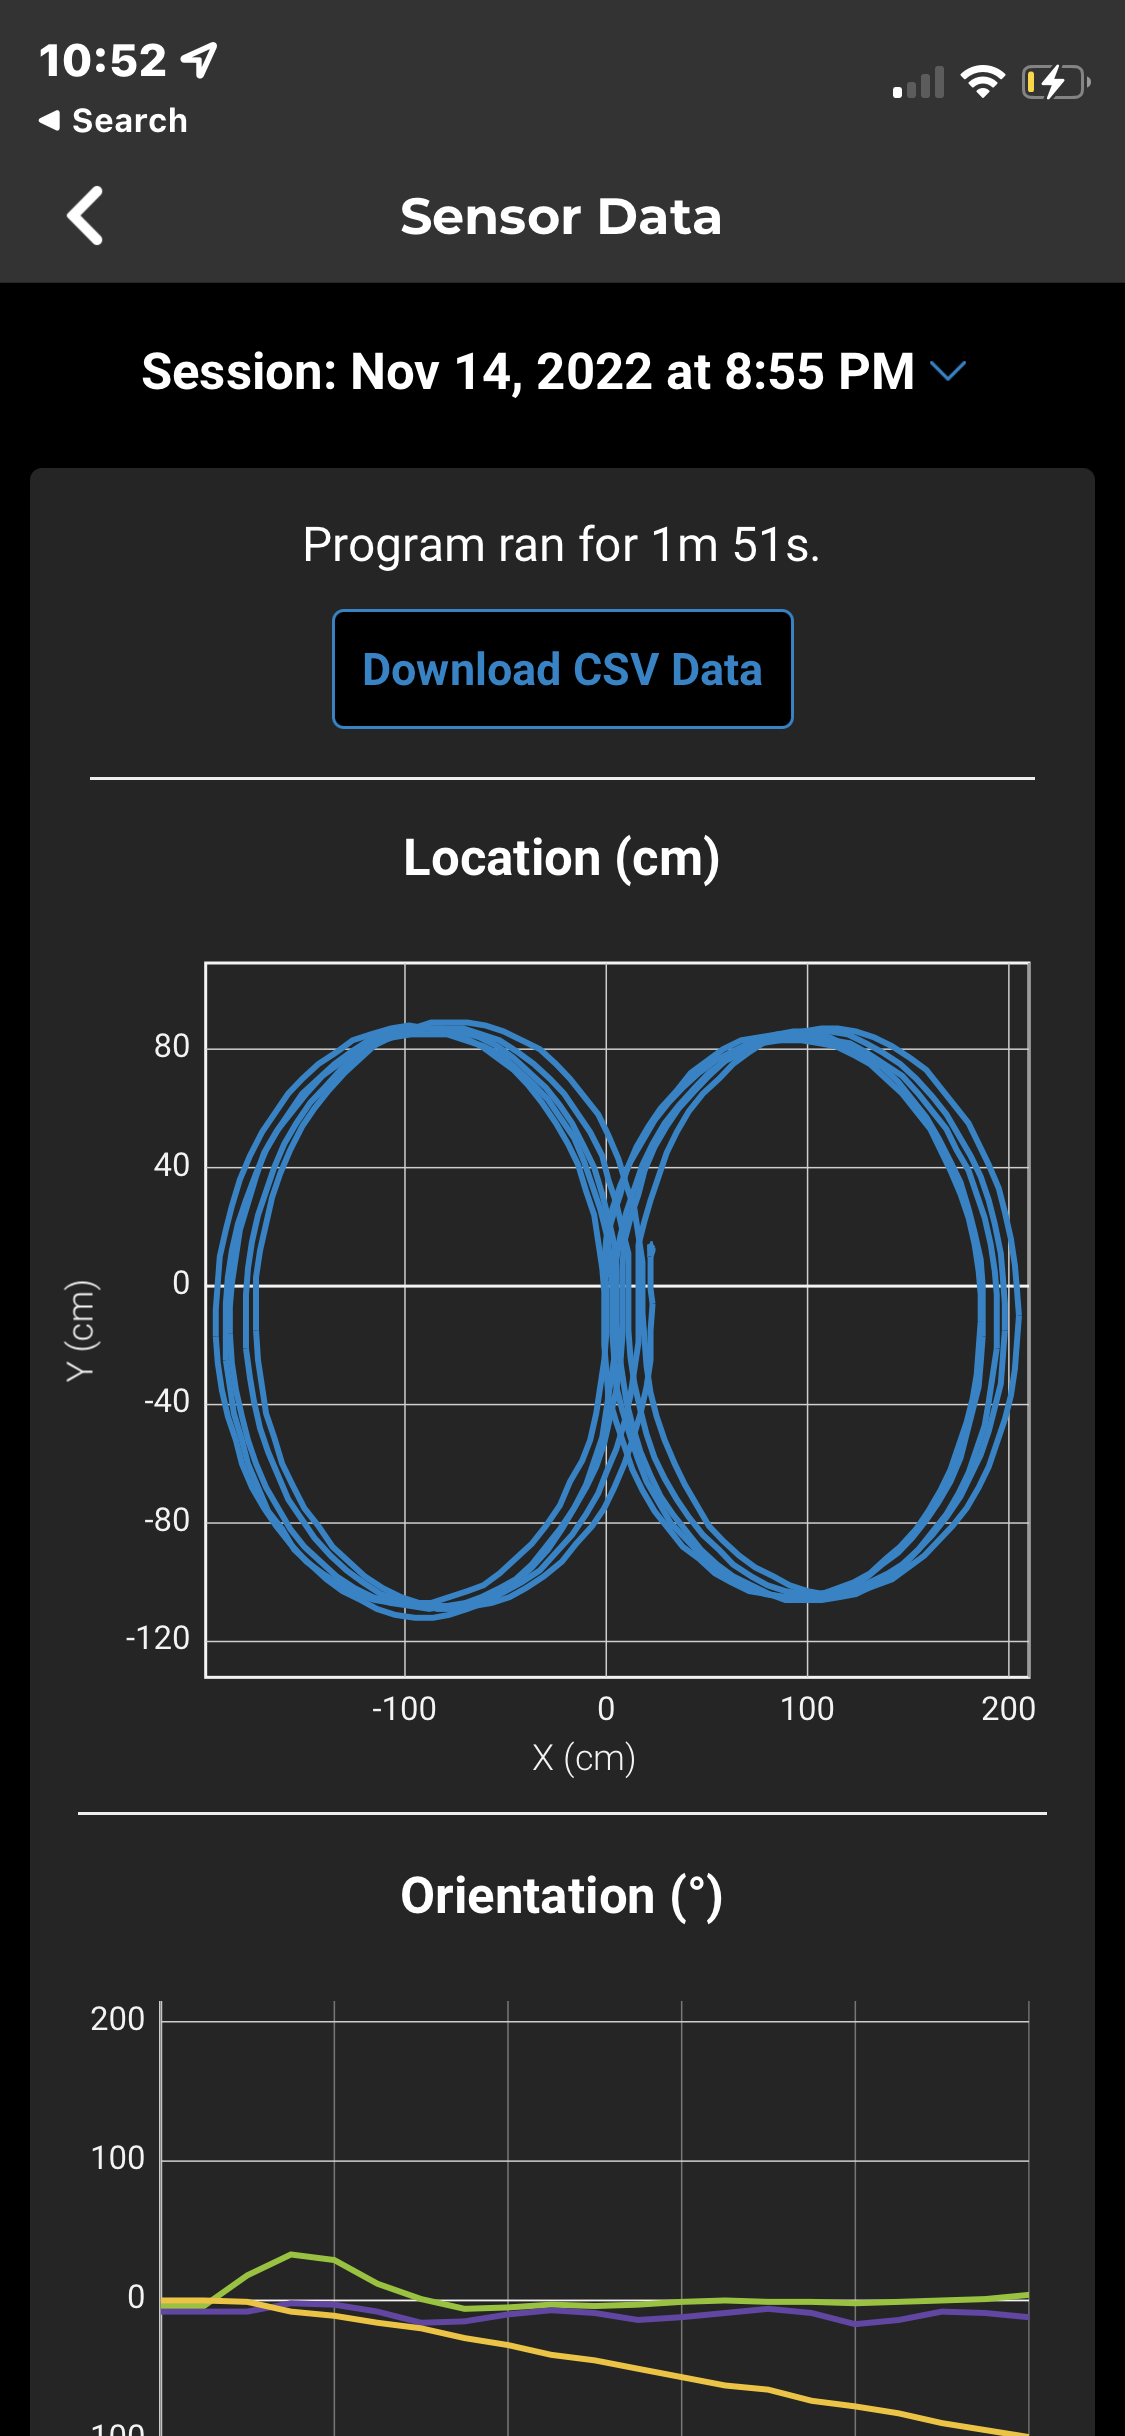 10:52
Search
Sensor Data
Session: Nov 14, 2022 at 8:55 PM
Program ran for 1m 51s.
Download CSV Data
Location (cm)
80
40
0
-40
-80
-120
Y (cm)
-100 0 100 200
X (cm)
Orientation (°)
200
100
0
100